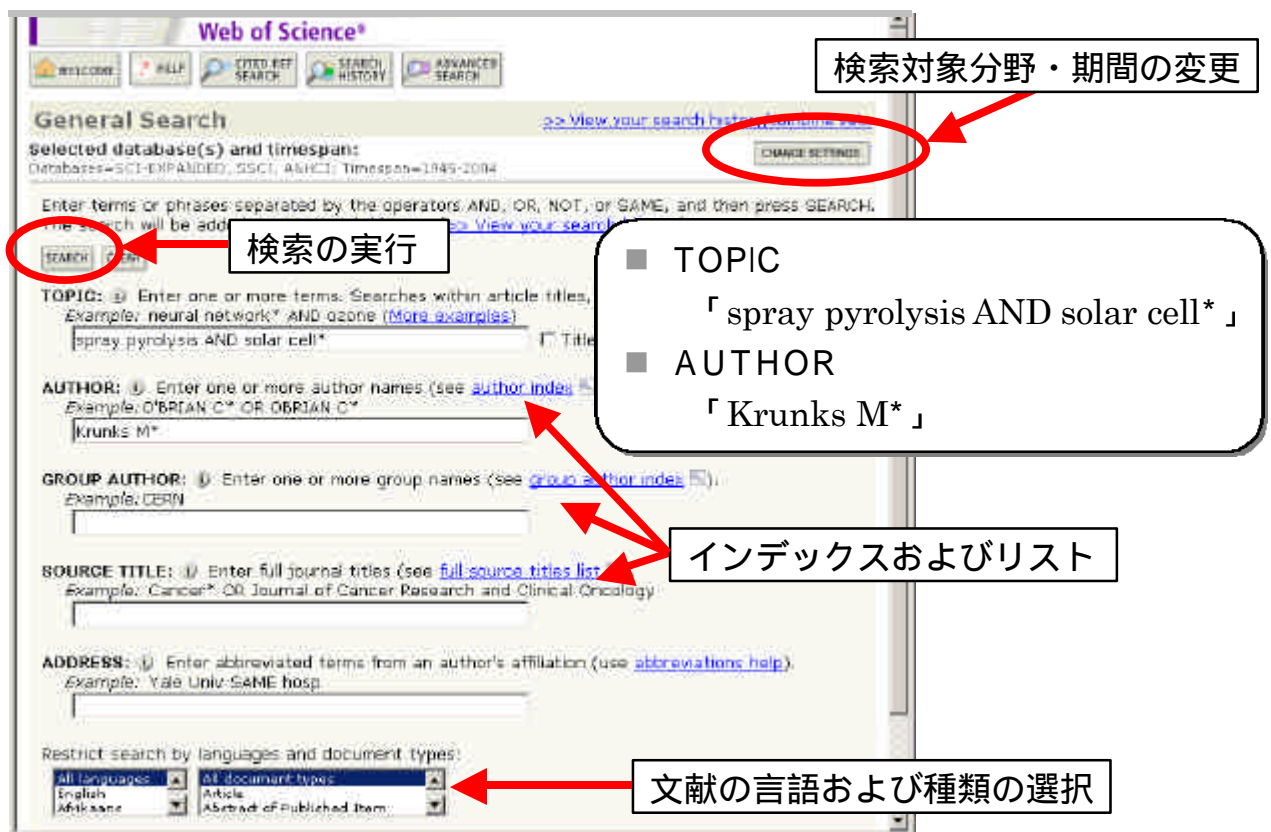 Web of Science®
WELCOME ? HELP CITED REF SEARCH SEARCH HISTORY ADVANCED SEARCH
検索対象分野・期間の変更
General Search
>> View your search history
Selected database(s) and timespan:
CHANGE SETTINGS
Databases=SCI-EXPANDED, SSCI, A&HCI; Timespan=1945-2004
Enter terms or phrases separated by the operators AND, OR, NOT, or SAME, and then press SEARCH.
The search will be add
>> View your search
検索の実行
SEARCH CLEAR
■ TOPIC
「spray pyrolysis AND solar cell*」
■ AUTHOR
「Krunks M*」
TOPIC: Enter one or more terms. Searches within article titles,
Example: neural network* AND ozone (More examples)
spray pyrolysis AND solar cell*
Title
AUTHOR: Enter one or more author names (see author index
Example: O'BRIAN C* OR OBRIAN C*
Krunks M*
GROUP AUTHOR: Enter one or more group names (see group author index ).
Example: CERN
インデックスおよびリスト
SOURCE TITLE: Enter full journal titles (see full source titles list
Example: Cancer* OR Journal of Cancer Research and Clinical Oncology
ADDRESS: Enter abbreviated terms from an author's affiliation (use abbreviations help).
Example: Yale Univ SAME hosp
Restrict search by languages and document types:
All languages
English
Afrikaans
All document types
Article
Abstract of Published Item
文献の言語および種類の選択